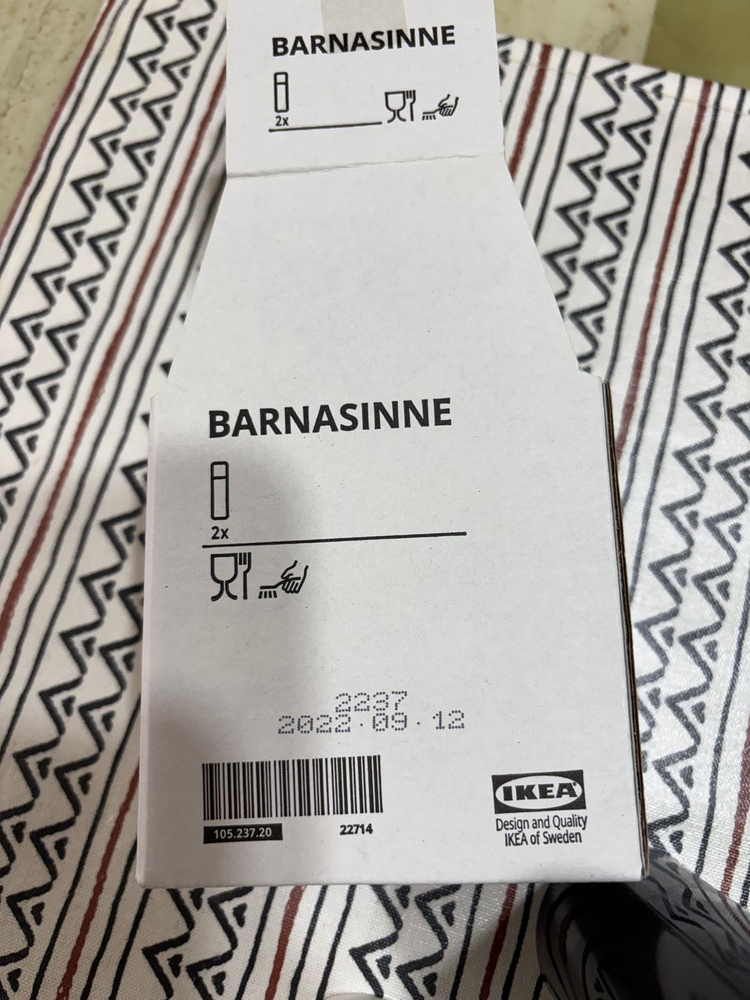 BARNASINNE
2x
BARNASINNE
2x
2237
2022·09·12
105.237.20
22714
IKEA
Design and Quality
IKEA of Sweden